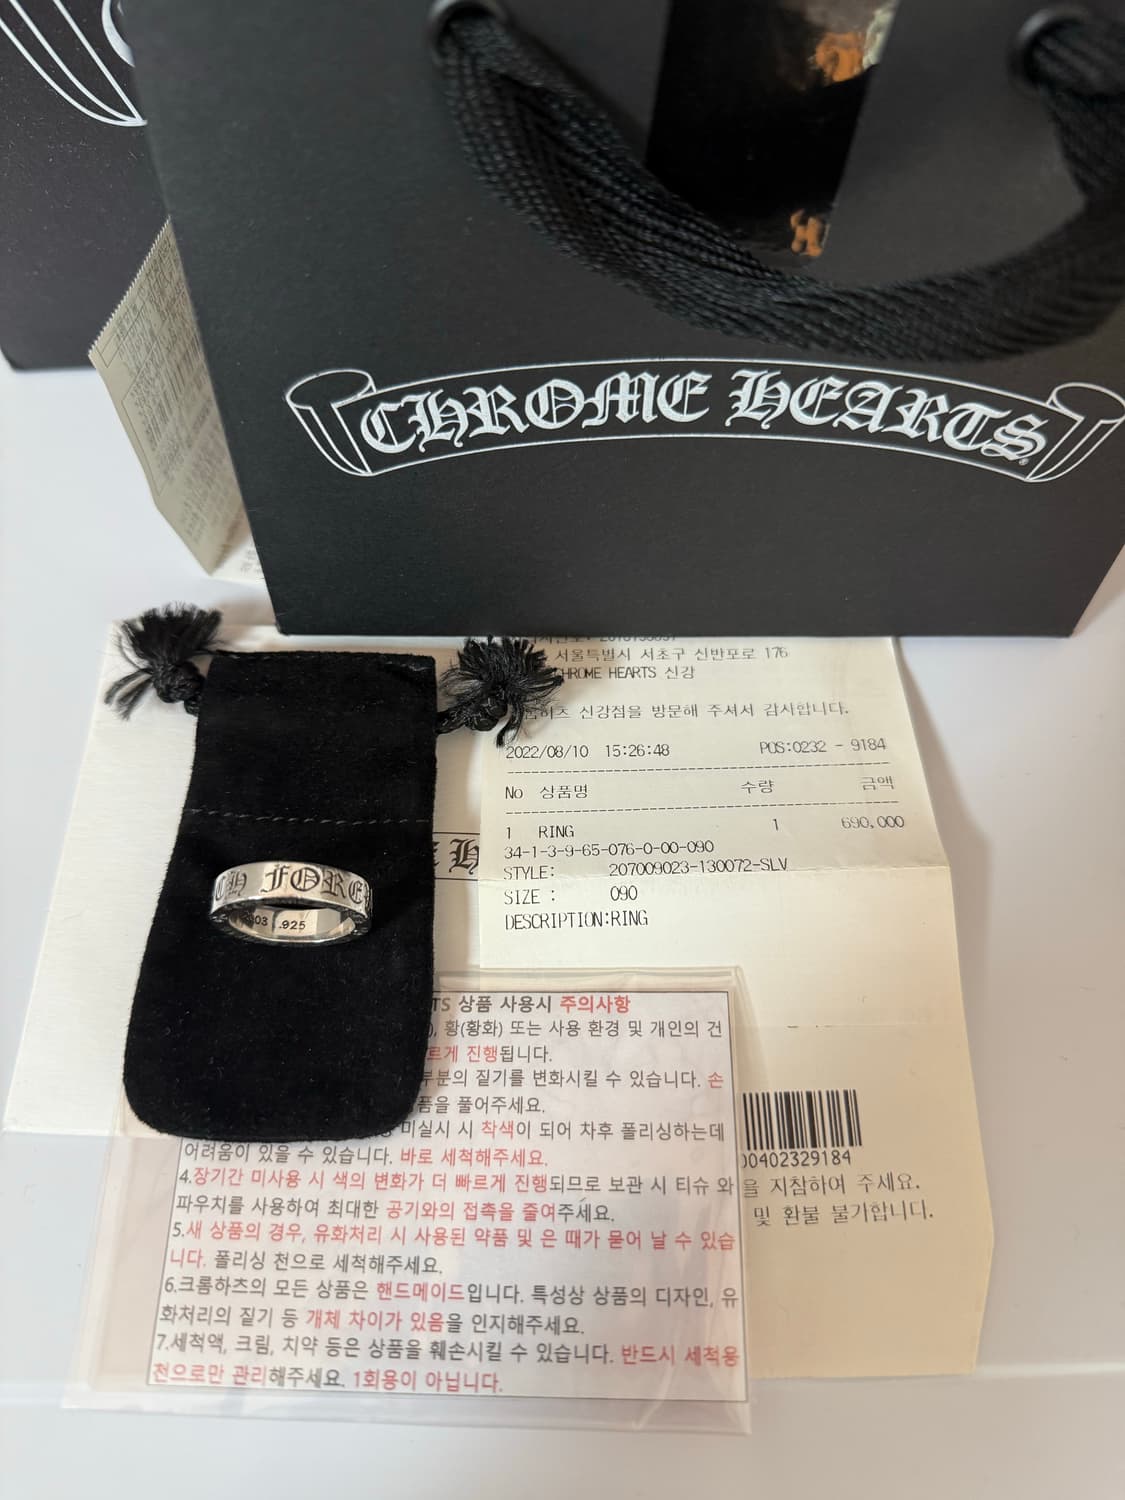 CHROME HEARTS
서울특별시 서초구 신반포로 176
CHROME HEARTS 신강
신강점을 방문해 주셔서 감사합니다.
2022/08/10 15:26:48 POS:0232 - 9184
No 상품명 수량 금액
1 RING 1 690,000
34-1-3-9-65-076-0-00-090
STYLE: 207009023-130072-SLV
SIZE : 090
DESCRIPTION:RING
00402329184
을 지참하여 주세요.
및 환불 불가합니다.
CH FORE
.925
TS 상품 사용시 주의사항
, 황(황화) 또는 사용 환경 및 개인의 건
르게 진행됩니다.
부분의 짙기를 변화시킬 수 있습니다. 손
품을 풀어주세요.
미실시 시 착색이 되어 차후 폴리싱하는데
어려움이 있을 수 있습니다. 바로 세척해주세요.
4.장기간 미사용 시 색의 변화가 더 빠르게 진행되므로 보관 시 티슈 와
파우치를 사용하여 최대한 공기와의 접촉을 줄여주세요.
5.새 상품의 경우, 유화처리 시 사용된 약품 및 은 때가 묻어 날 수 있습
니다. 폴리싱 천으로 세척해주세요.
6.크롬하츠의 모든 상품은 핸드메이드입니다. 특성상 상품의 디자인, 유
화처리의 짙기 등 개체 차이가 있음을 인지해주세요.
7.세척액, 크림, 치약 등은 상품을 훼손시킬 수 있습니다. 반드시 세척용
천으로만 관리해주세요. 1회용이 아닙니다.